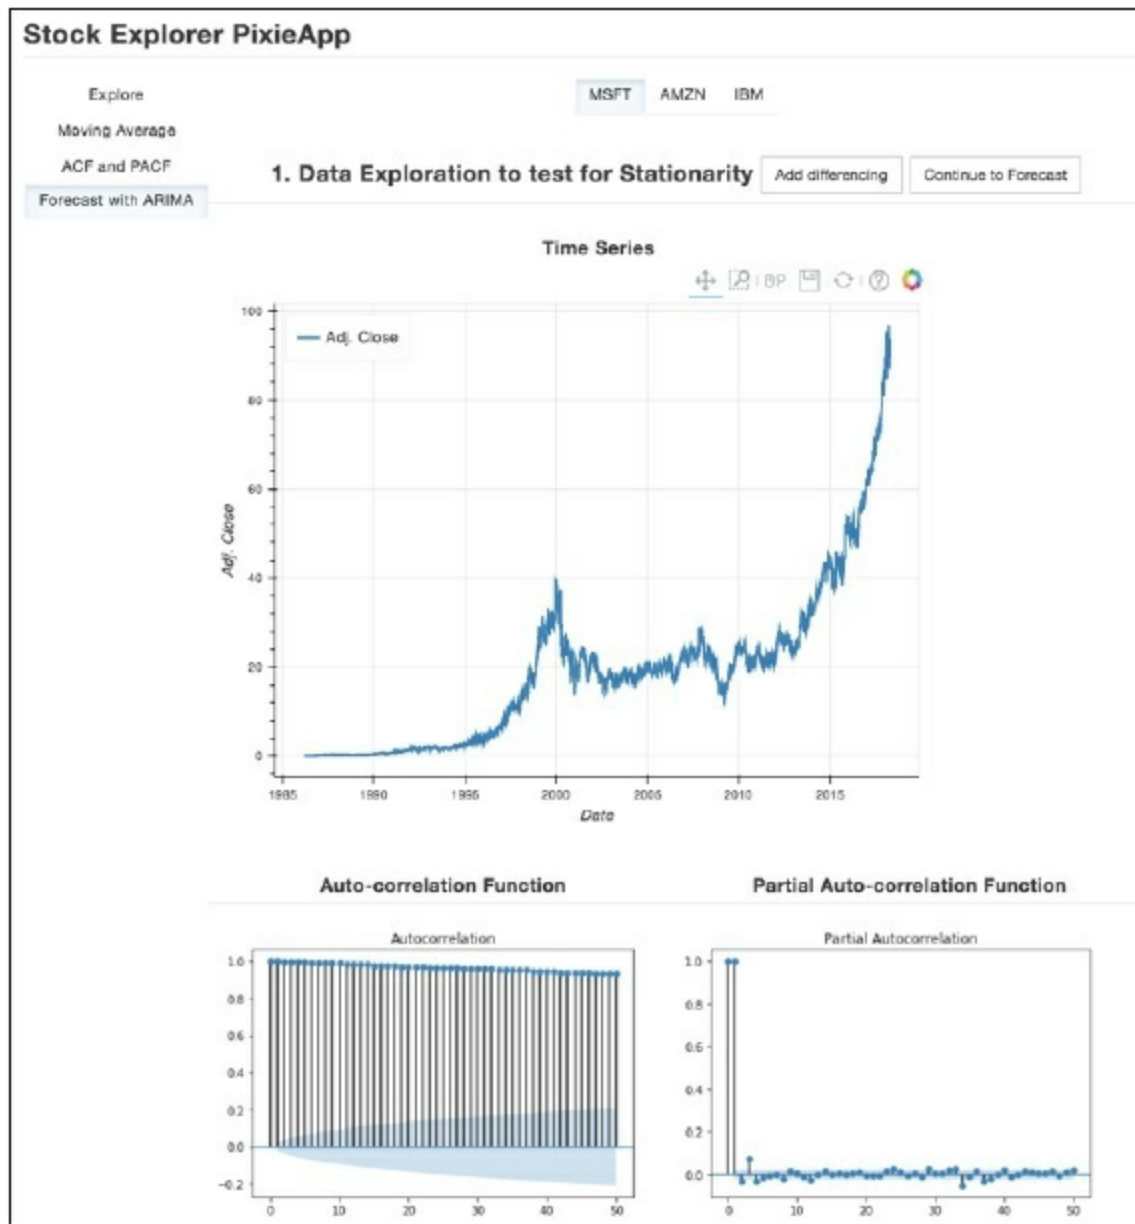 Stock Explorer PixieApp
Explore
Moving Average
ACF and PACF
Forecast with ARIMA
MSFT AMZN IBM
1. Data Exploration to test for Stationarity Add differencing Continue to Forecast
Time Series
Adj. Close
100
80
60
40
20
0
Adj. Close
1985 1990 1995 2000 2005 2010 2015
Date
Auto-correlation Function Partial Auto-correlation Function
Autocorrelation
1.0
0.8
0.6
0.4
0.2
0.0
-0.2
0 10 20 30 40 50
Partial Autocorrelation
1.0
0.8
0.6
0.4
0.2
0.0
0 10 20 30 40 50